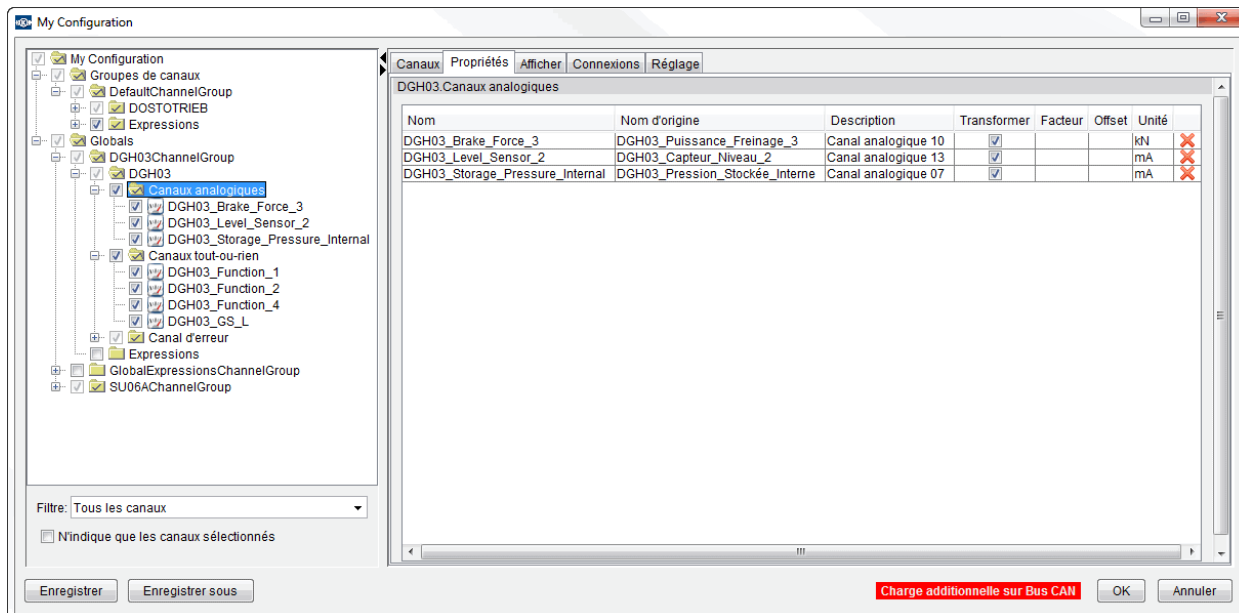 My Configuration
My Configuration
Groupes de canaux
DefaultChannelGroup
DOSTOTRIEB
Expressions
Globals
DGH03ChannelGroup
DGH03
Canaux analogiques
DGH03_Brake_Force_3
DGH03_Level_Sensor_2
DGH03_Storage_Pressure_Internal
Canaux tout-ou-rien
DGH03_Function_1
DGH03_Function_2
DGH03_Function_4
DGH03_GS_L
Canal d'erreur
Expressions
GlobalExpressionsChannelGroup
SU06AChannelGroup
Filtre: Tous les canaux
N'indique que les canaux sélectionnés
Canaux Propriétés Afficher Connexions Réglage
DGH03.Canaux analogiques
Nom Nom d'origine Description Transformer Facteur Offset Unité
DGH03_Brake_Force_3 DGH03_Puissance_Freinage_3 Canal analogique 10 kN
DGH03_Level_Sensor_2 DGH03_Capteur_Niveau_2 Canal analogique 13 mA
DGH03_Storage_Pressure_Internal DGH03_Pression_Stockée_Interne Canal analogique 07 mA
Enregistrer Enregistrer sous Charge additionnelle sur Bus CAN OK Annuler